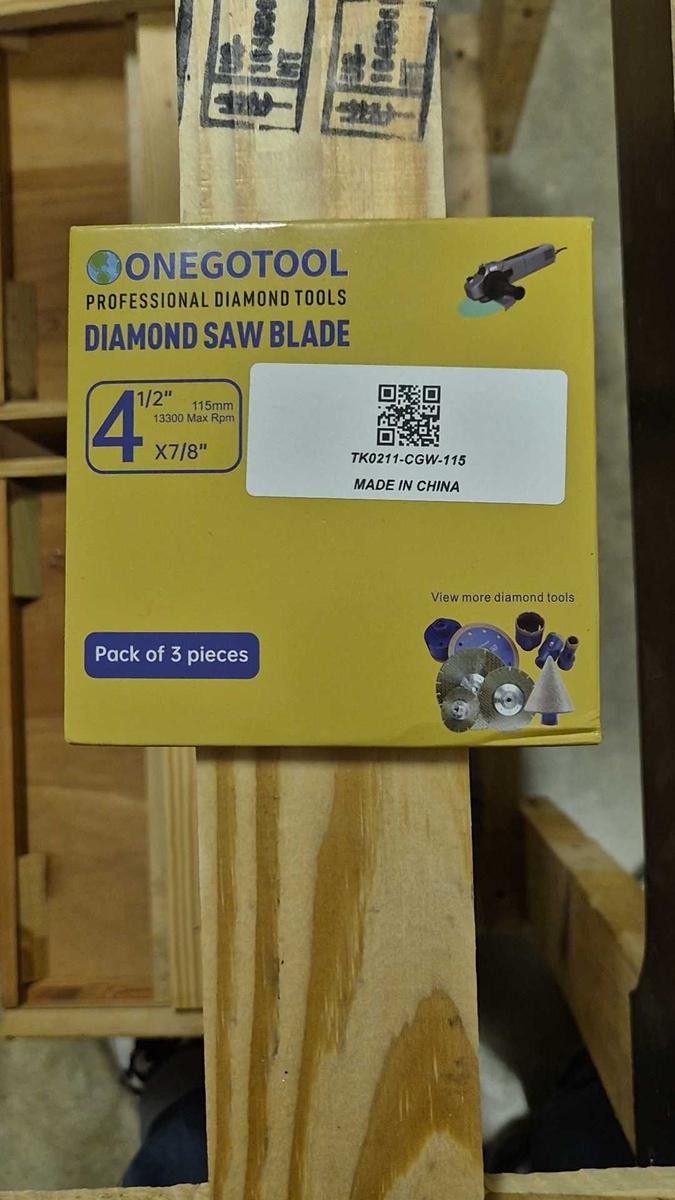 HT
ONEGOTOOL
PROFESSIONAL DIAMOND TOOLS
DIAMOND SAW BLADE
4 1/2"
115mm
13300 Max Rpm
X7/8"
TK0211-CGW-115
MADE IN CHINA
View more diamond tools
Pack of 3 pieces